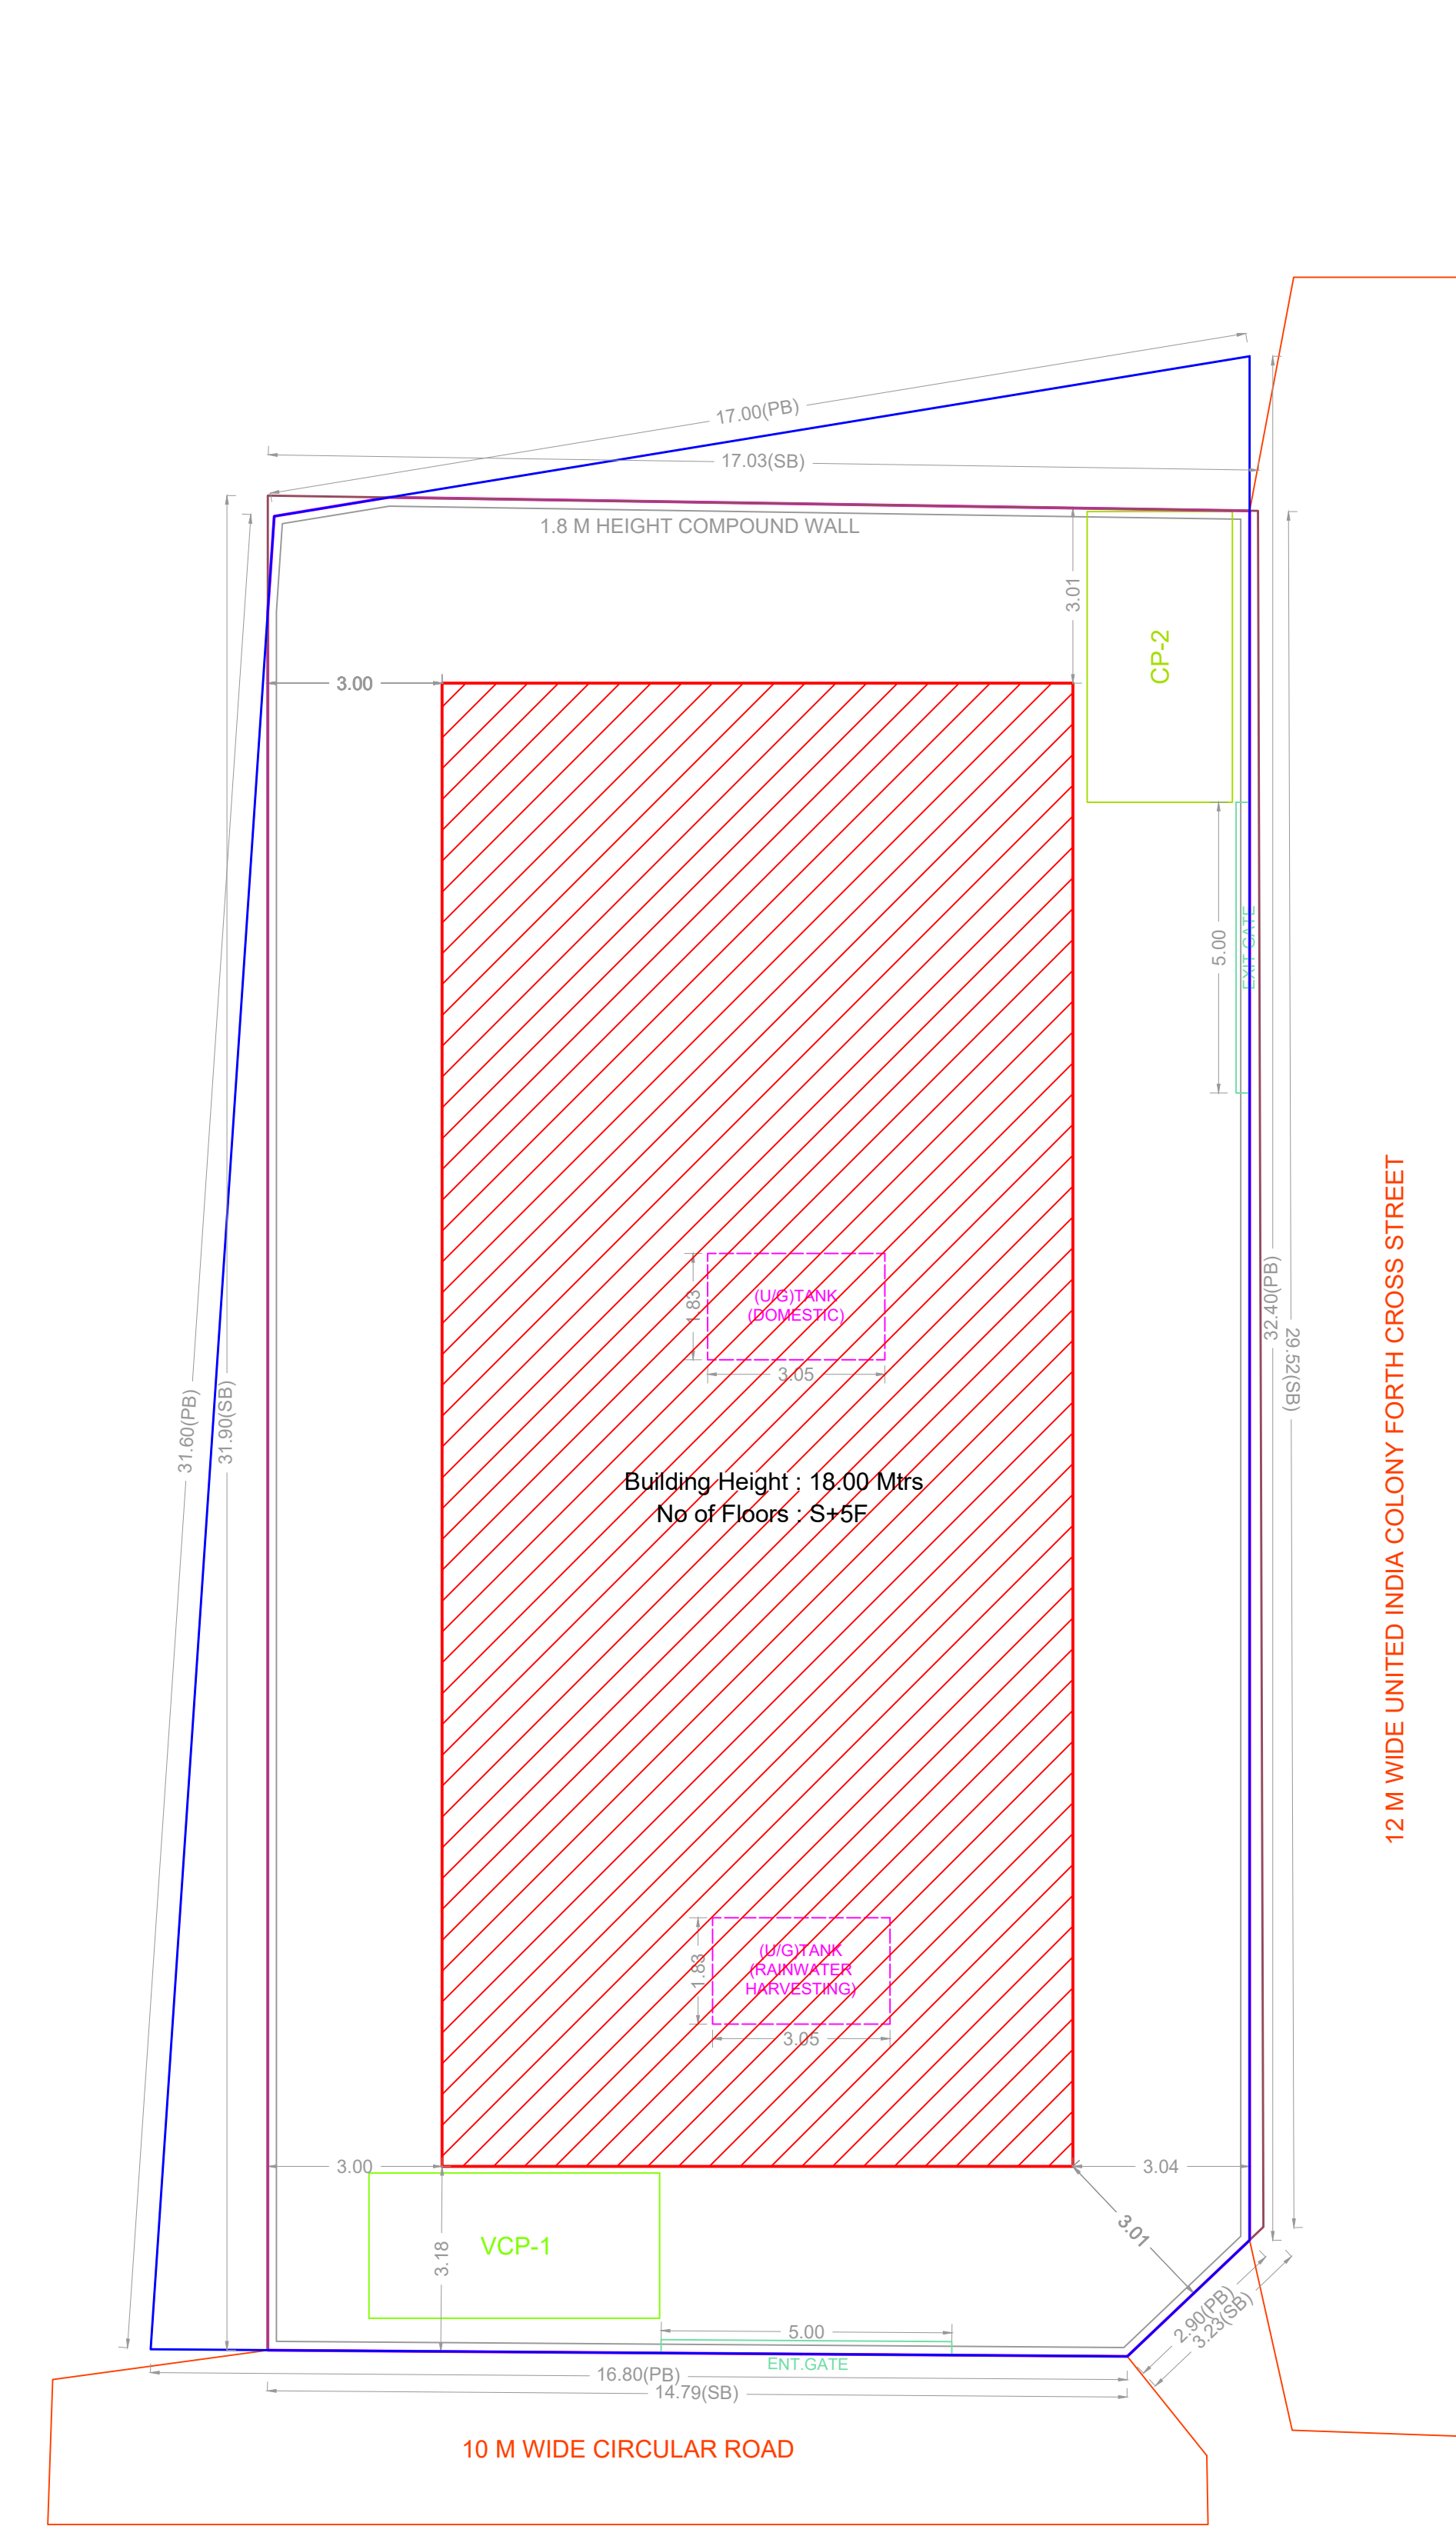 17.00(PB)
17.03(SB)
1.8 M HEIGHT COMPOUND WALL
3.01
CP-2
3.00
5.00
EXIT GATE
12 M WIDE UNITED INDIA COLONY FORTH CROSS STREET
32.40(PB)
29.52(SB)
1.83
(U/G)TANK
(DOMESTIC)
3.05
31.60(PB)
31.90(SB)
Building Height : 18.00 Mtrs
No of Floors : S+5F
1.83
(U/G)TANK
(RAINWATER
HARVESTING)
3.05
3.00
3.04
3.01
VCP-1
3.18
2.90(PB)
3.23(SB)
5.00
ENT.GATE
16.80(PB)
14.79(SB)
10 M WIDE CIRCULAR ROAD